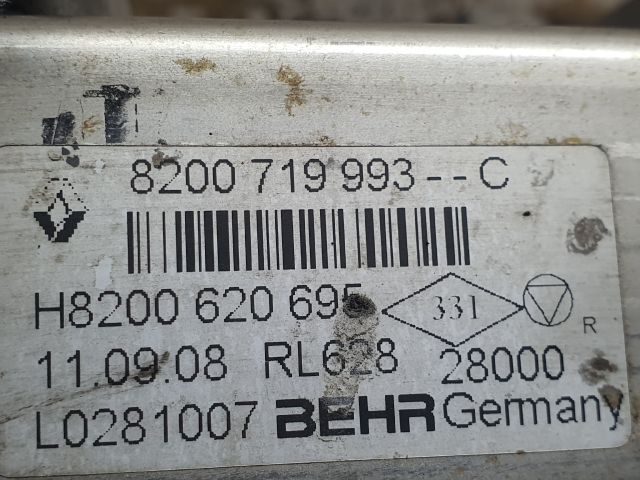 8200 719 993 - - C
H8200 620 695 331
R
11.09.08 RL628 28000
L0281007 BEHR Germany